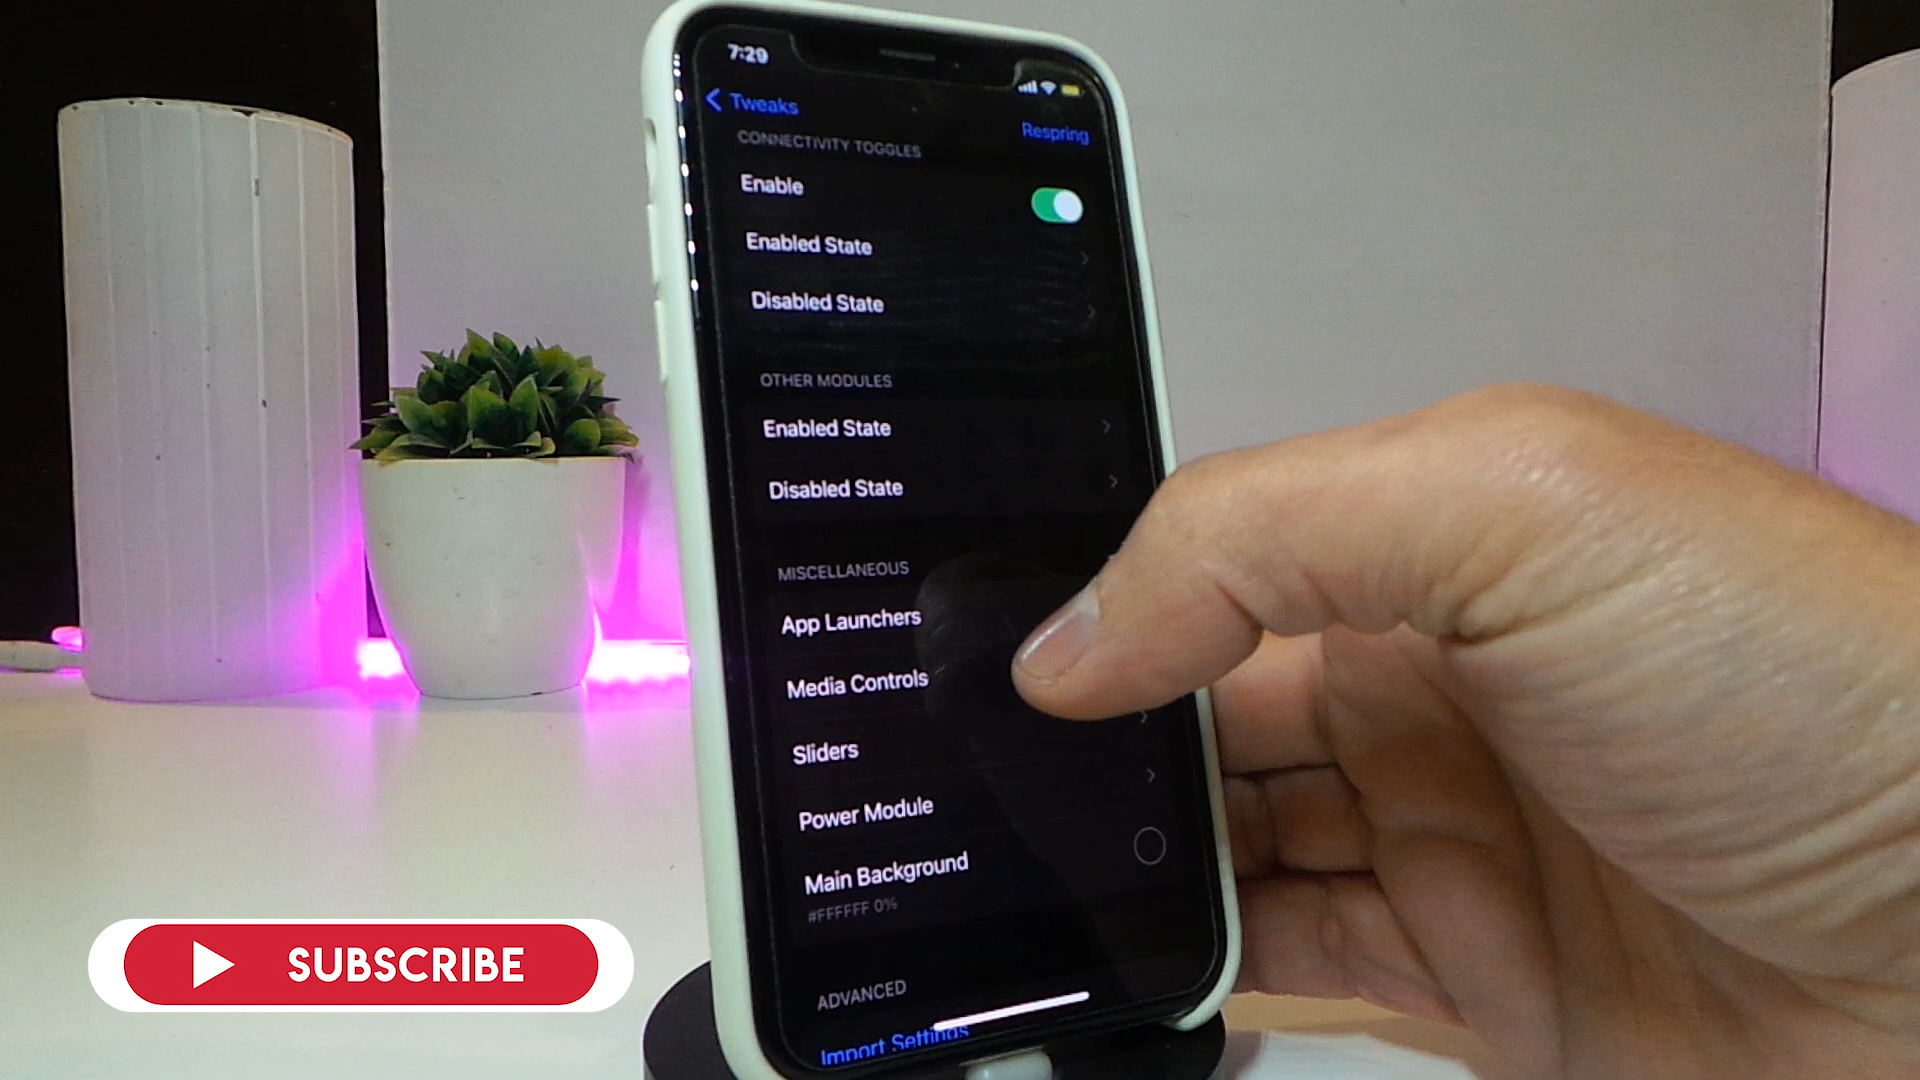 7:29
Tweaks
Respring
CONNECTIVITY TOGGLES
Enable
Enabled State
Disabled State
OTHER MODULES
Enabled State
Disabled State
MISCELLANEOUS
App Launchers
Media Controls
Sliders
Power Module
Main Background
#FFFFFF 0%
ADVANCED
Import Settings
SUBSCRIBE